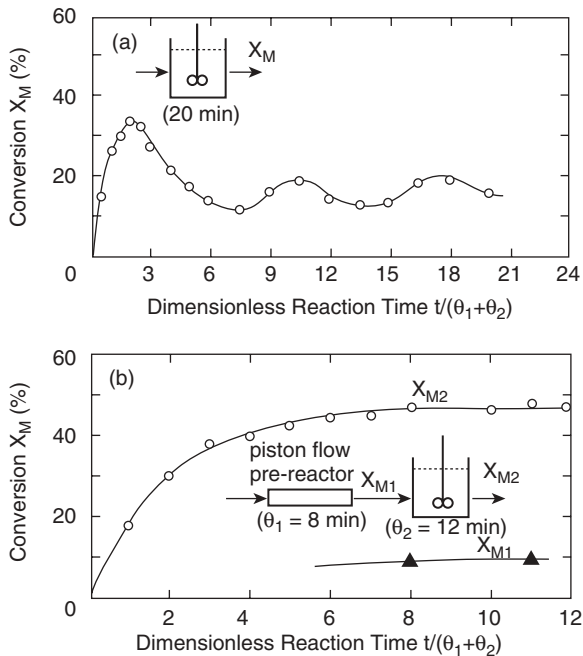 Conversion X_M (%)
60
40
20
0
(a)
X_M
(20 min)
3 6 9 12 15 18 21 24
Dimensionless Reaction Time t/(θ₁+θ₂)
Conversion X_M (%)
60
40
20
0
(b)
X_M2
piston flow
pre-reactor
X_M1
X_M2
(θ₁ = 8 min)
(θ₂ = 12 min)
X_M1
2 4 6 8 10 12
Dimensionless Reaction Time t/(θ₁+θ₂)